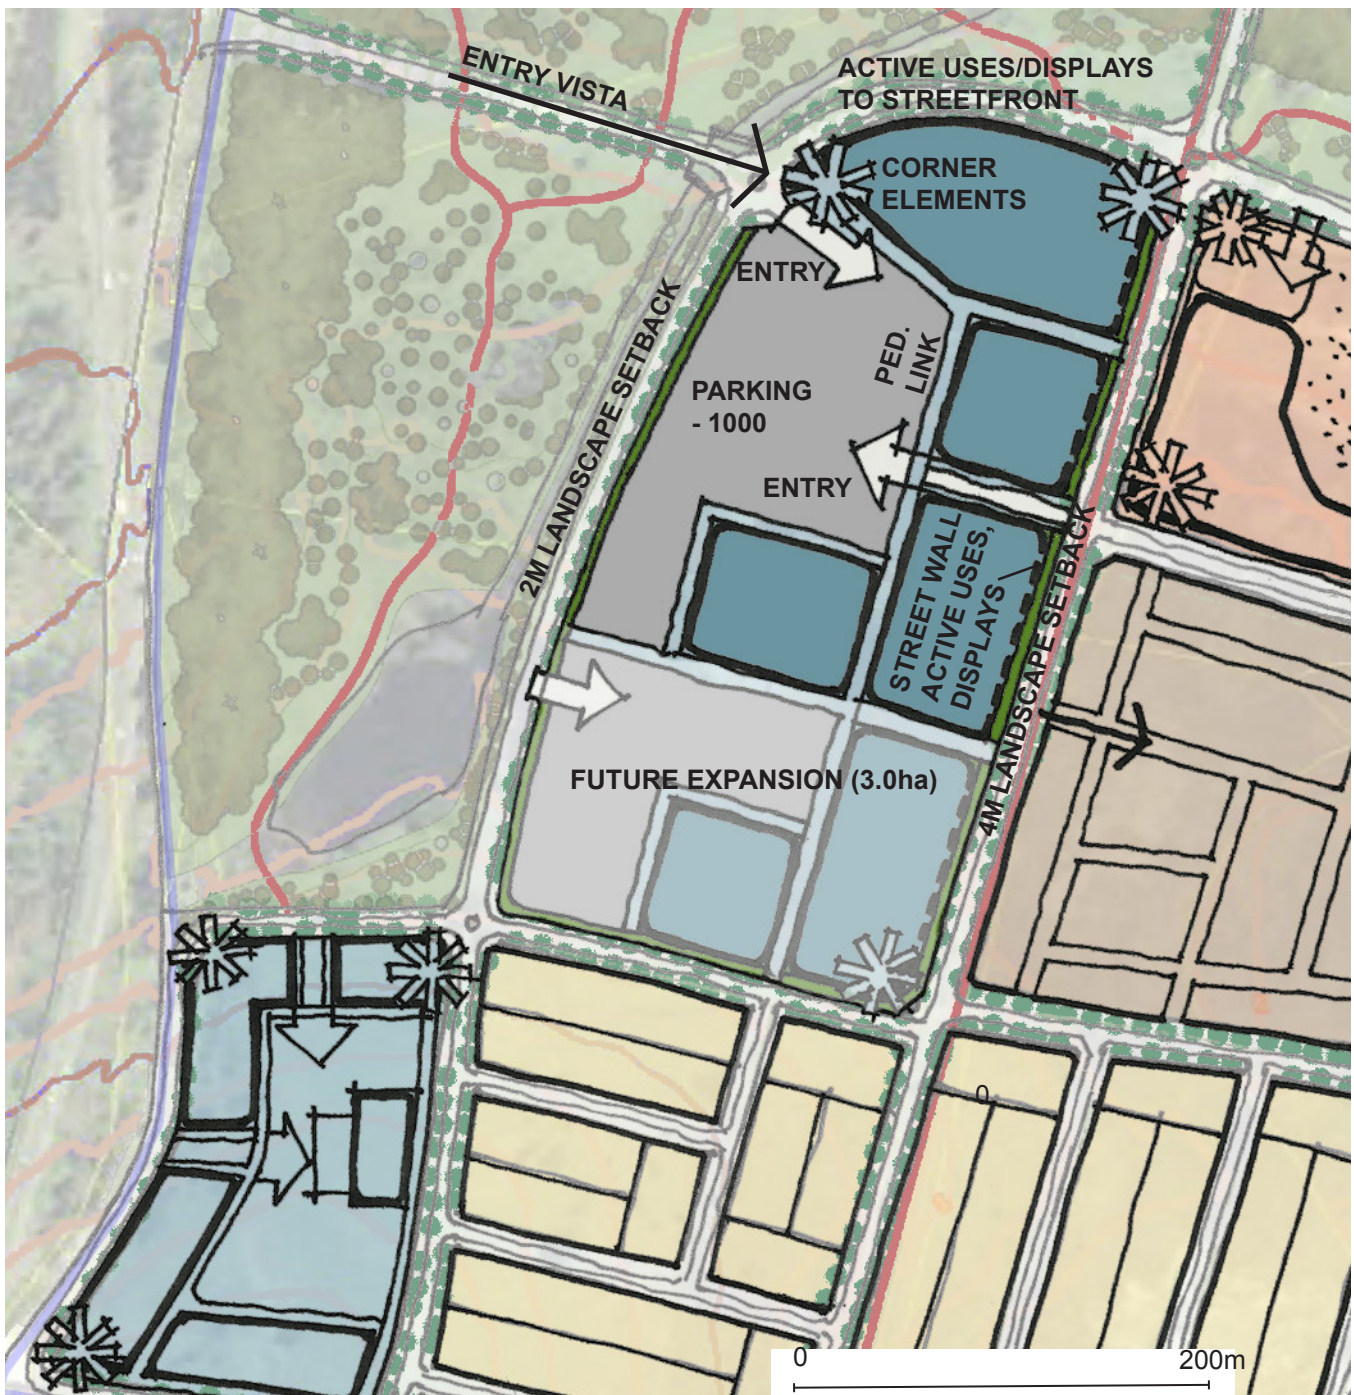 ENTRY VISTA
ACTIVE USES/DISPLAYS
TO STREETFRONT
CORNER
ELEMENTS
ENTRY
2M LANDSCAPE SETBACK
PED.
LINK
PARKING
- 1000
ENTRY
STREET WALL
ACTIVE USES,
DISPLAYS
4M LANDSCAPE SETBACK
FUTURE EXPANSION (3.0ha)
0
0
200m